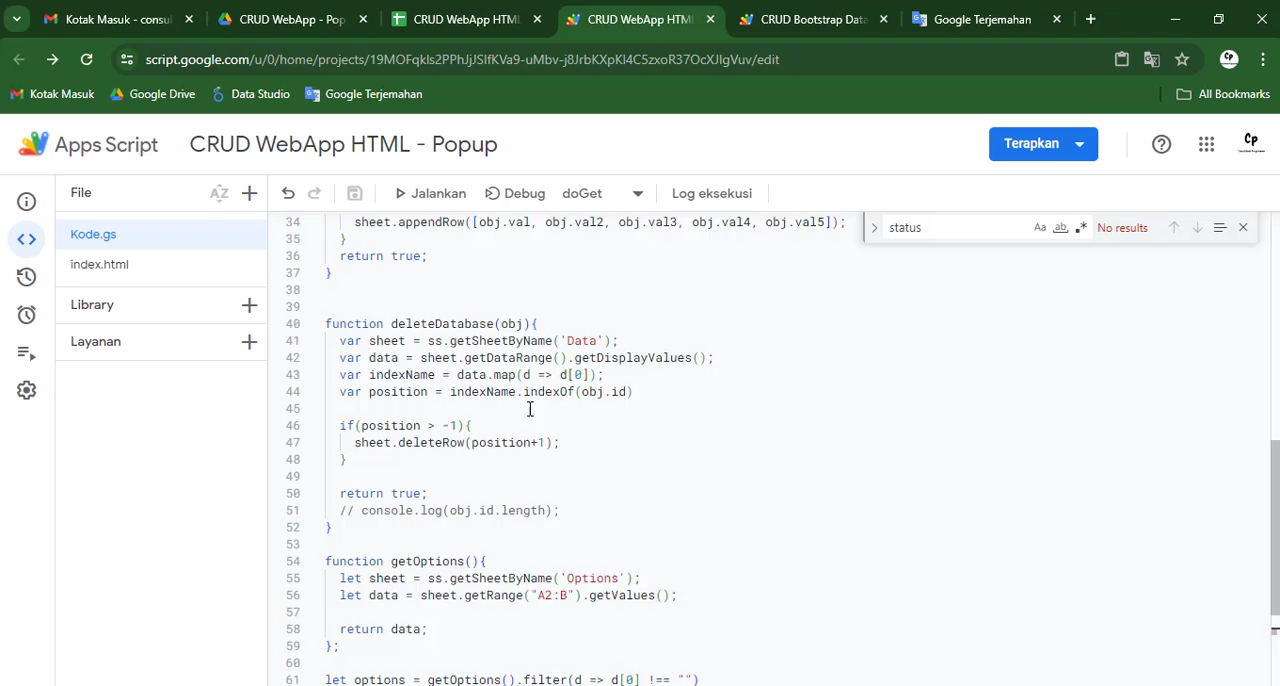 Kotak Masuk - consul
CRUD WebApp - Pop
CRUD WebApp HTML
CRUD WebApp HTML
CRUD Bootstrap Dat
Google Terjemahan
script.google.com/u/0/home/projects/19MOFqkls2PPhJjJSIfKVa9-uMbv-j8JrbKXpKl4C5zxoR37OcXJIgVuv/edit
Kotak Masuk
Google Drive
Data Studio
Google Terjemahan
All Bookmarks
Apps Script
CRUD WebApp HTML - Popup
Terapkan
Cp
File
AZ
Jalankan
Debug
doGet
Log eksekusi
Kode.gs
index.html
Library
Layanan
status
Aa
ab
.*
No results
34 sheet.appendRow([obj.val, obj.val2, obj.val3, obj.val4, obj.val5]);
35 }
36 return true;
37 }
38
39
40 function deleteDatabase(obj){
41 var sheet = ss.getSheetByName('Data');
42 var data = sheet.getDataRange().getDisplayValues();
43 var indexName = data.map(d => d[0]);
44 var position = indexName.indexOf(obj.id)
45
46 if(position > -1){
47 sheet.deleteRow(position+1);
48 }
49
50 return true;
51 // console.log(obj.id.length);
52 }
53
54 function getOptions(){
55 let sheet = ss.getSheetByName('Options');
56 let data = sheet.getRange("A2:B").getValues();
57
58 return data;
59 };
60
61 let options = getOptions().filter(d => d[0] !== "")